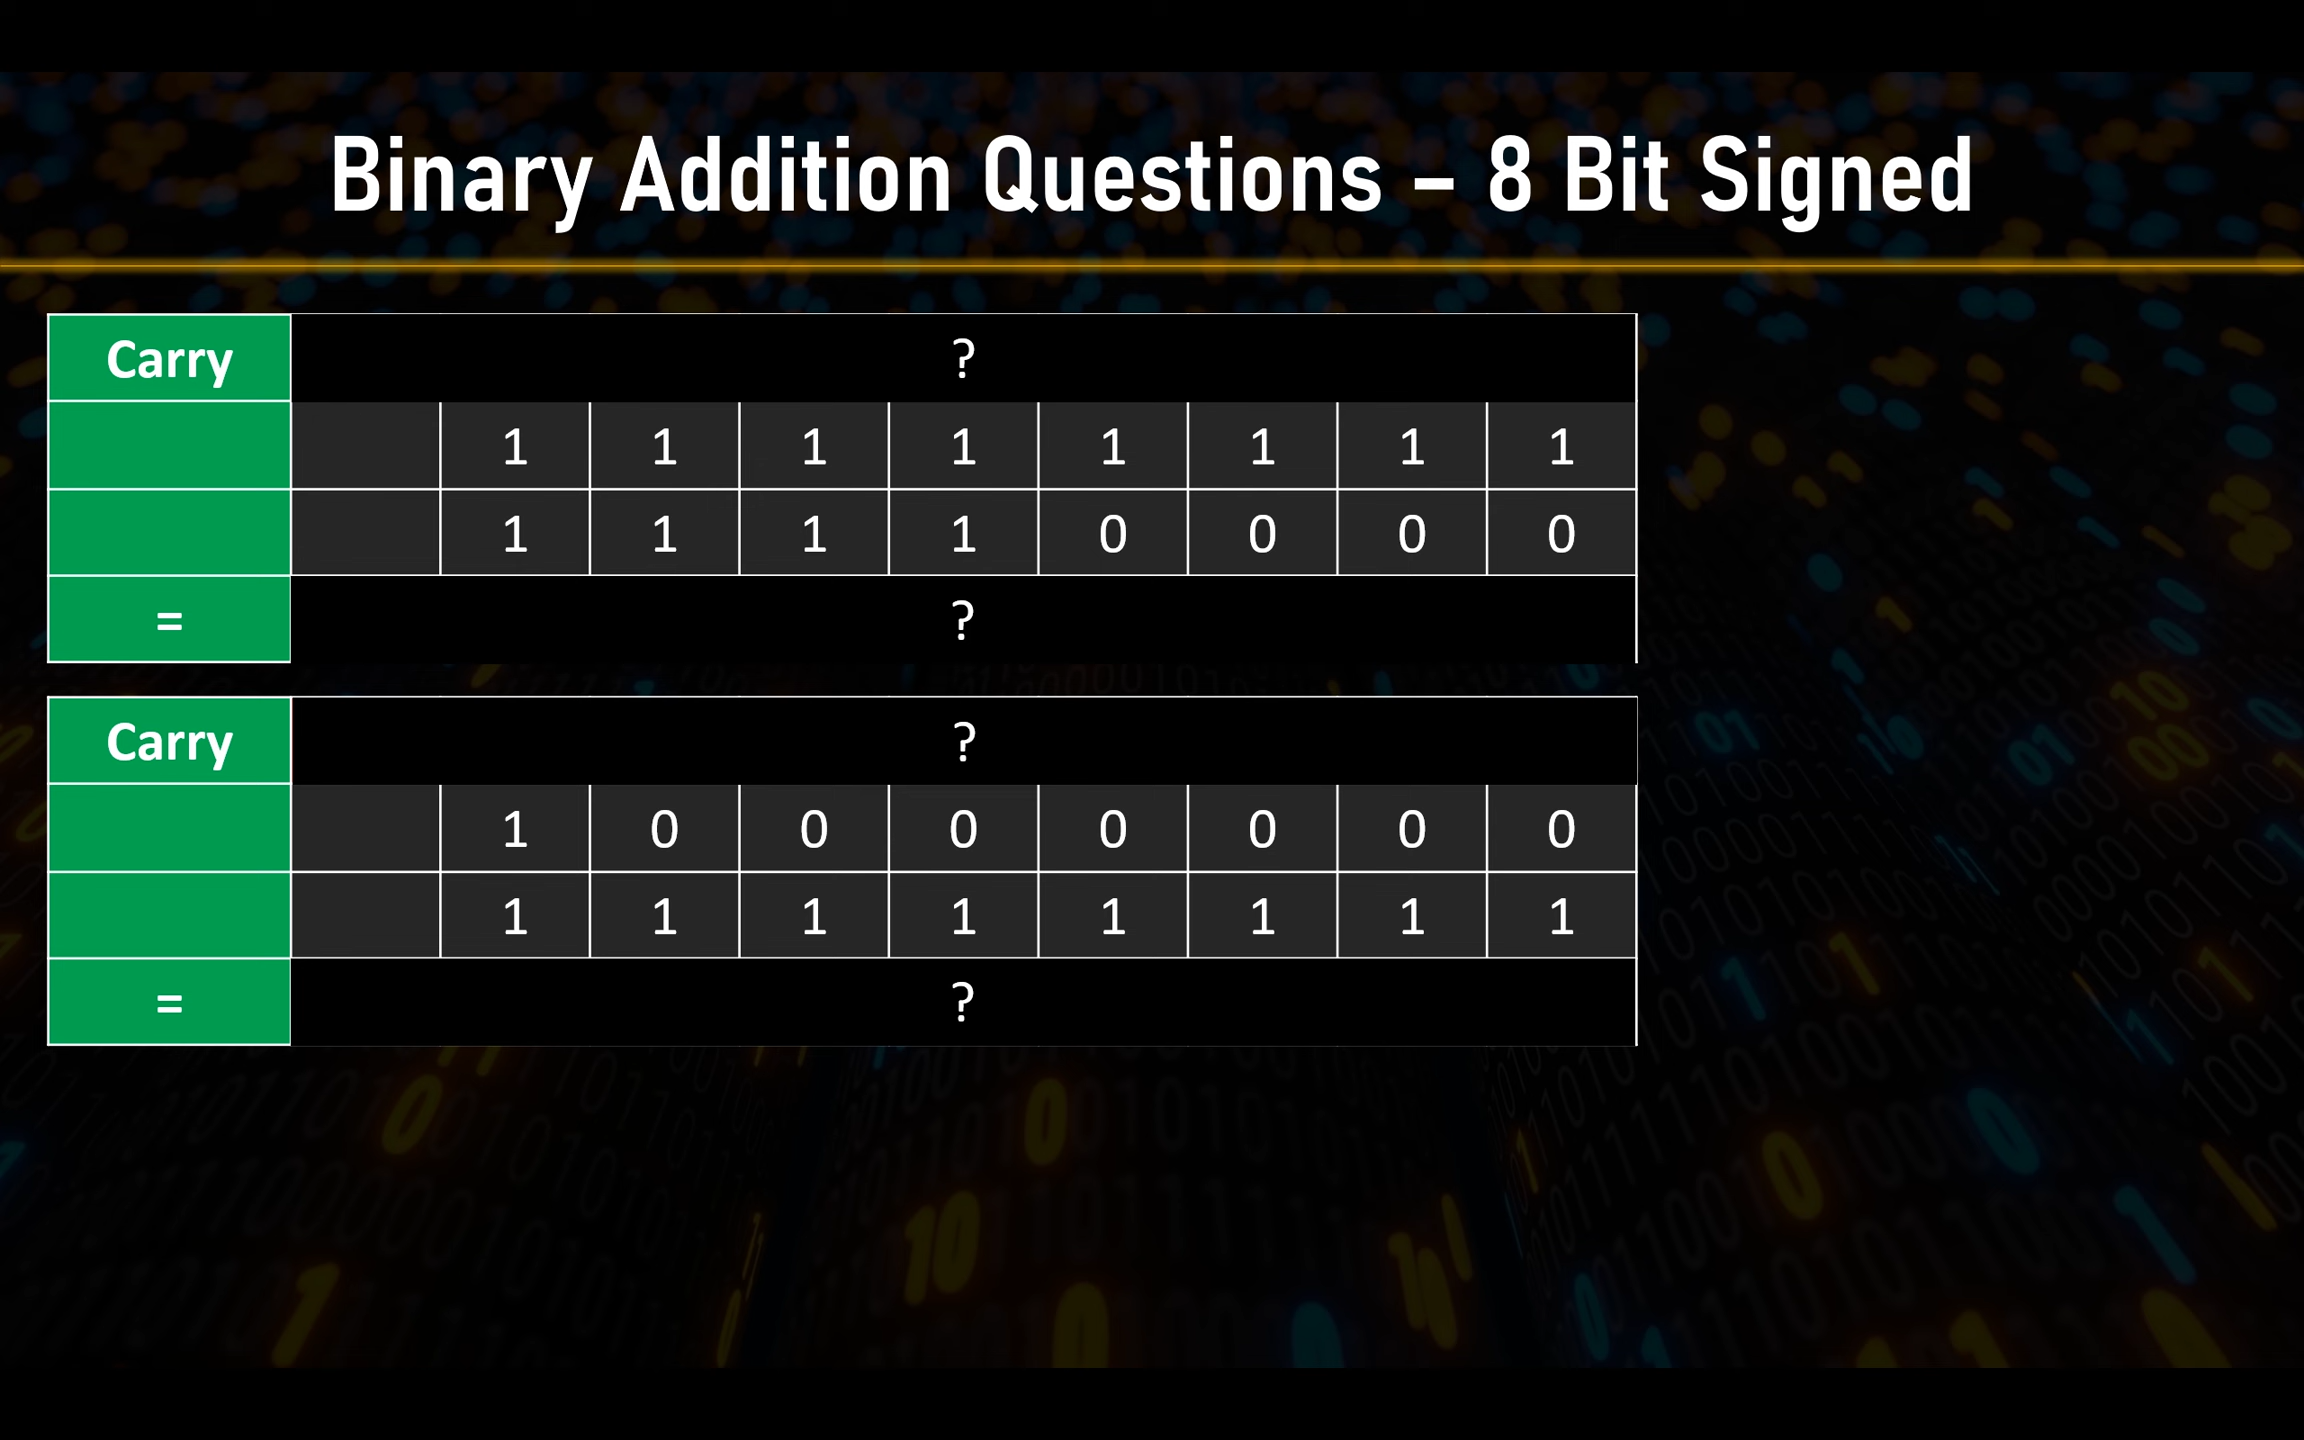 Binary Addition Questions – 8 Bit Signed
Carry ?
1 1 1 1 1 1 1 1
1 1 1 1 0 0 0 0
= ?
Carry ?
1 0 0 0 0 0 0 0
1 1 1 1 1 1 1 1
= ?